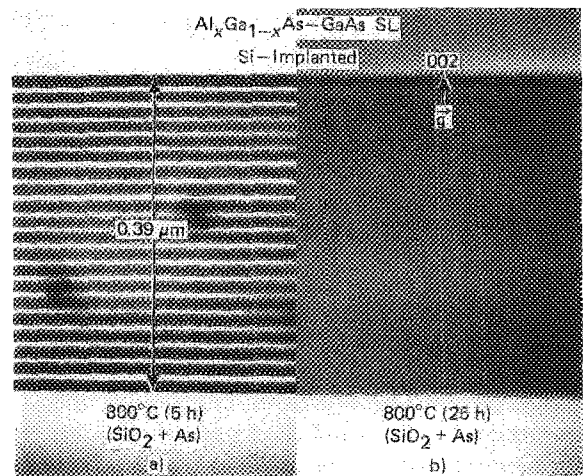 AlxGa1−xAs−GaAs SL
Si−Implanted
002
g
0.39 μm
800°C (5 h)
(SiO2 + As)
a)
800°C (25 h)
(SiO2 + As)
b)